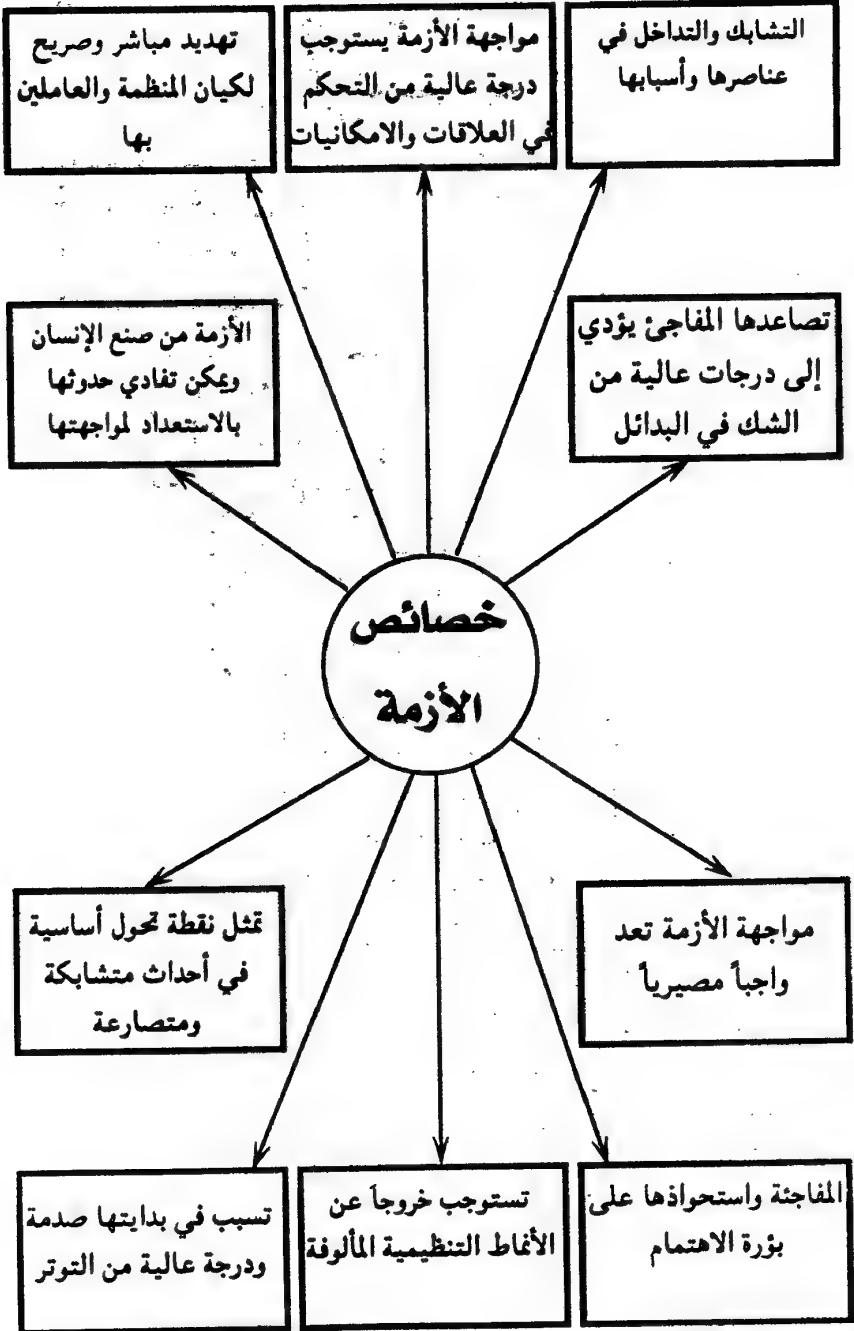 التشابك والتداخل في
عناصرها وأسبابها
مواجهة الأزمة يستوجب
درجة عالية من التحكم
في العلاقات والامكانيات
تهديد مباشر وصريح
لكيان المنظمة والعاملين
بها
تصاعدها المفاجئ يؤدي
إلى درجات عالية من
الشك في البدائل
الأزمة من صنع الإنسان
ويمكن تفادي حدوثها
بالاستعداد لمواجهتها
خصائص
الأزمة
مواجهة الأزمة تعد
واجباً مصيرياً
تمثل نقطة تحول أساسية
في أحداث متشابكة
ومتصارعة
المفاجئة واستحواذها على
بؤرة الاهتمام
تستوجب خروجاً عن
الأنماط التنظيمية المألوفة
تسبب في بدايتها صدمة
ودرجة عالية من التوتر